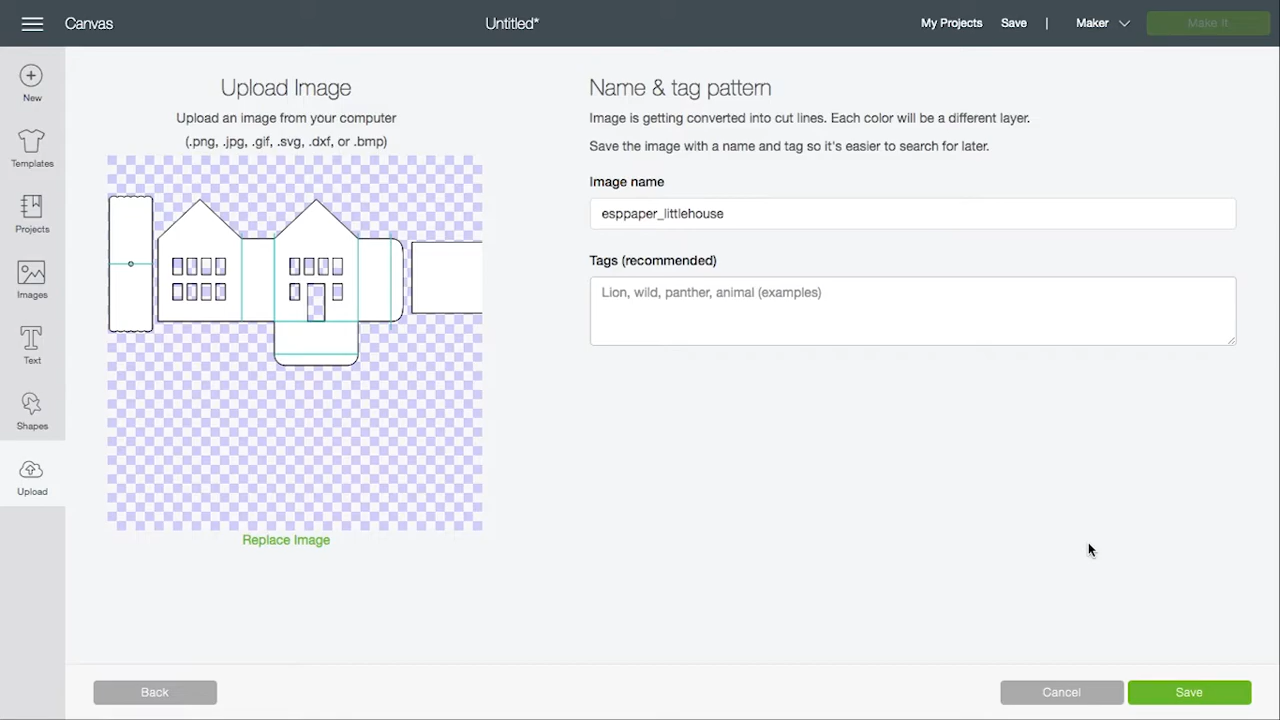 Canvas
Untitled*
My Projects
Save
|
Maker
Make It
New
Templates
Projects
Images
Text
Shapes
Upload
Upload Image
Upload an image from your computer
(.png, .jpg, .gif, .svg, .dxf, or .bmp)
Replace Image
Name & tag pattern
Image is getting converted into cut lines. Each color will be a different layer.
Save the image with a name and tag so it's easier to search for later.
Image name
esppaper_littlehouse
Tags (recommended)
Lion, wild, panther, animal (examples)
Back
Cancel
Save